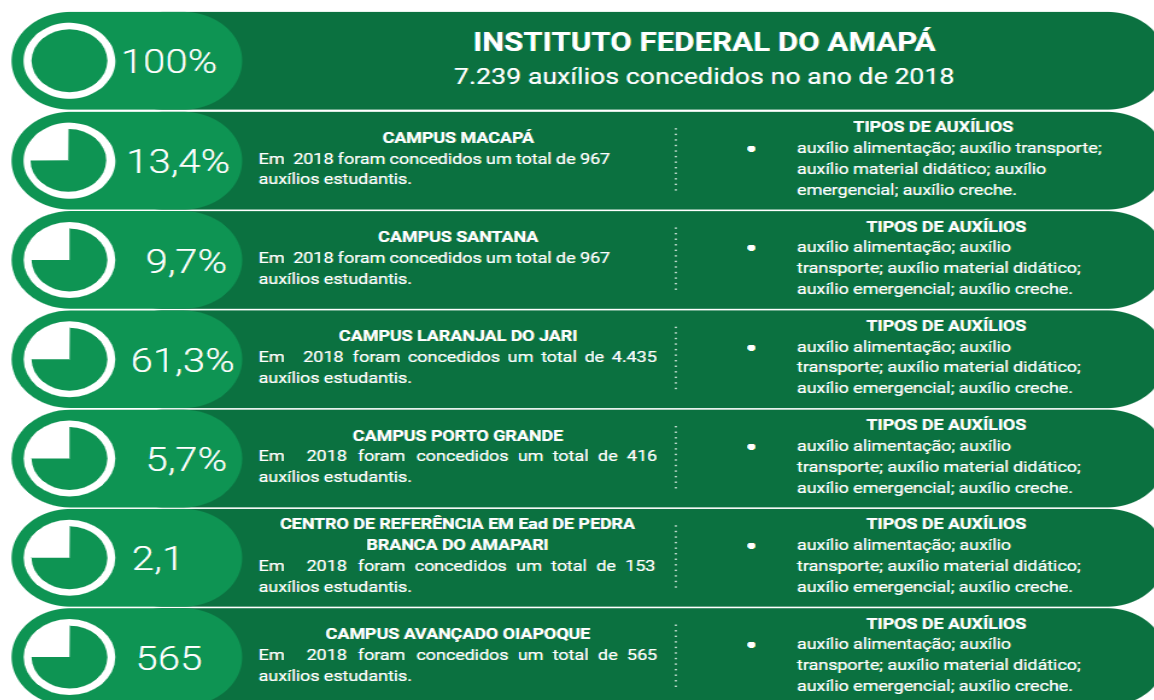 100%
INSTITUTO FEDERAL DO AMAPÁ
7.239 auxílios concedidos no ano de 2018
13,4%
CAMPUS MACAPÁ
Em 2018 foram concedidos um total de 967
auxílios estudantis.
TIPOS DE AUXÍLIOS
• auxílio alimentação; auxílio transporte;
auxílio material didático; auxílio
emergencial; auxílio creche.
9,7%
CAMPUS SANTANA
Em 2018 foram concedidos um total de 967
auxílios estudantis.
TIPOS DE AUXÍLIOS
• auxílio alimentação; auxílio
transporte; auxílio material didático;
auxílio emergencial; auxílio creche.
61,3%
CAMPUS LARANJAL DO JARI
Em 2018 foram concedidos um total de 4.435
auxílios estudantis.
TIPOS DE AUXÍLIOS
• auxílio alimentação; auxílio
transporte; auxílio material didático;
auxílio emergencial; auxílio creche.
5,7%
CAMPUS PORTO GRANDE
Em 2018 foram concedidos um total de 416
auxílios estudantis.
TIPOS DE AUXÍLIOS
• auxílio alimentação; auxílio
transporte; auxílio material didático;
auxílio emergencial; auxílio creche.
2,1
CENTRO DE REFERÊNCIA EM Ead DE PEDRA
BRANCA DO AMAPARI
Em 2018 foram concedidos um total de 153
auxílios estudantis.
TIPOS DE AUXÍLIOS
• auxílio alimentação; auxílio
transporte; auxílio material didático;
auxílio emergencial; auxílio creche.
565
CAMPUS AVANÇADO OIAPOQUE
Em 2018 foram concedidos um total de 565
auxílios estudantis.
TIPOS DE AUXÍLIOS
• auxílio alimentação; auxílio
transporte; auxílio material didático;
auxílio emergencial; auxílio creche.